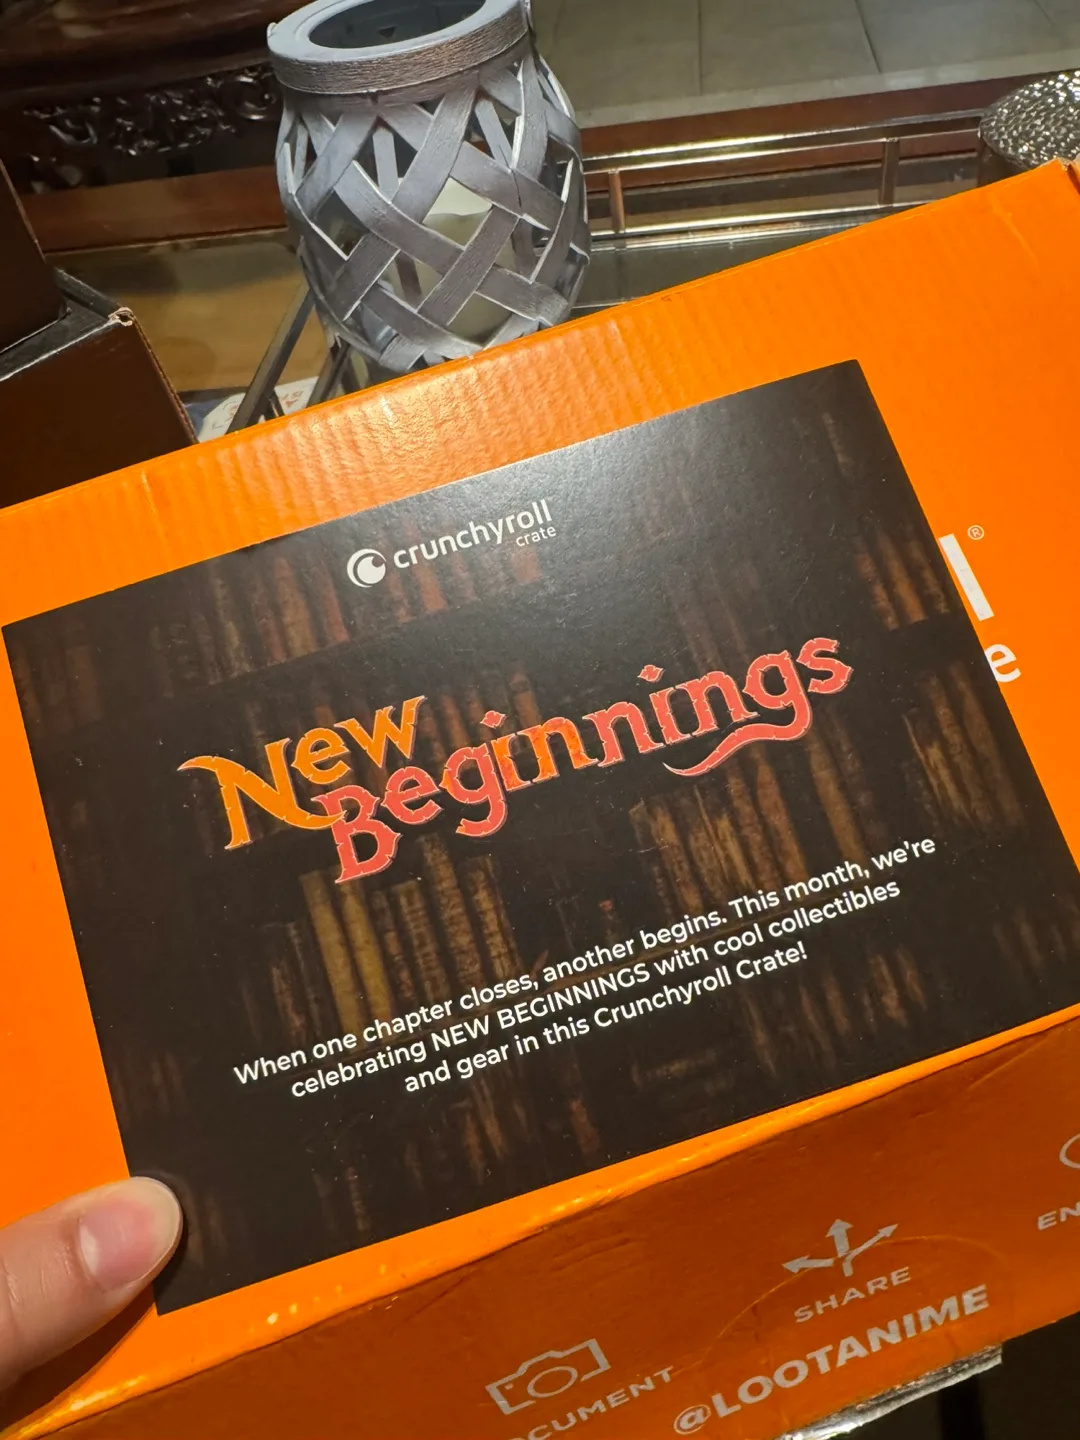 crunchyroll
crate
New
Beginnings
When one chapter closes, another begins. This month, we're
celebrating NEW BEGINNINGS with cool collectibles
and gear in this Crunchyroll Crate!
l®
e
SHARE
@LOOTANIME